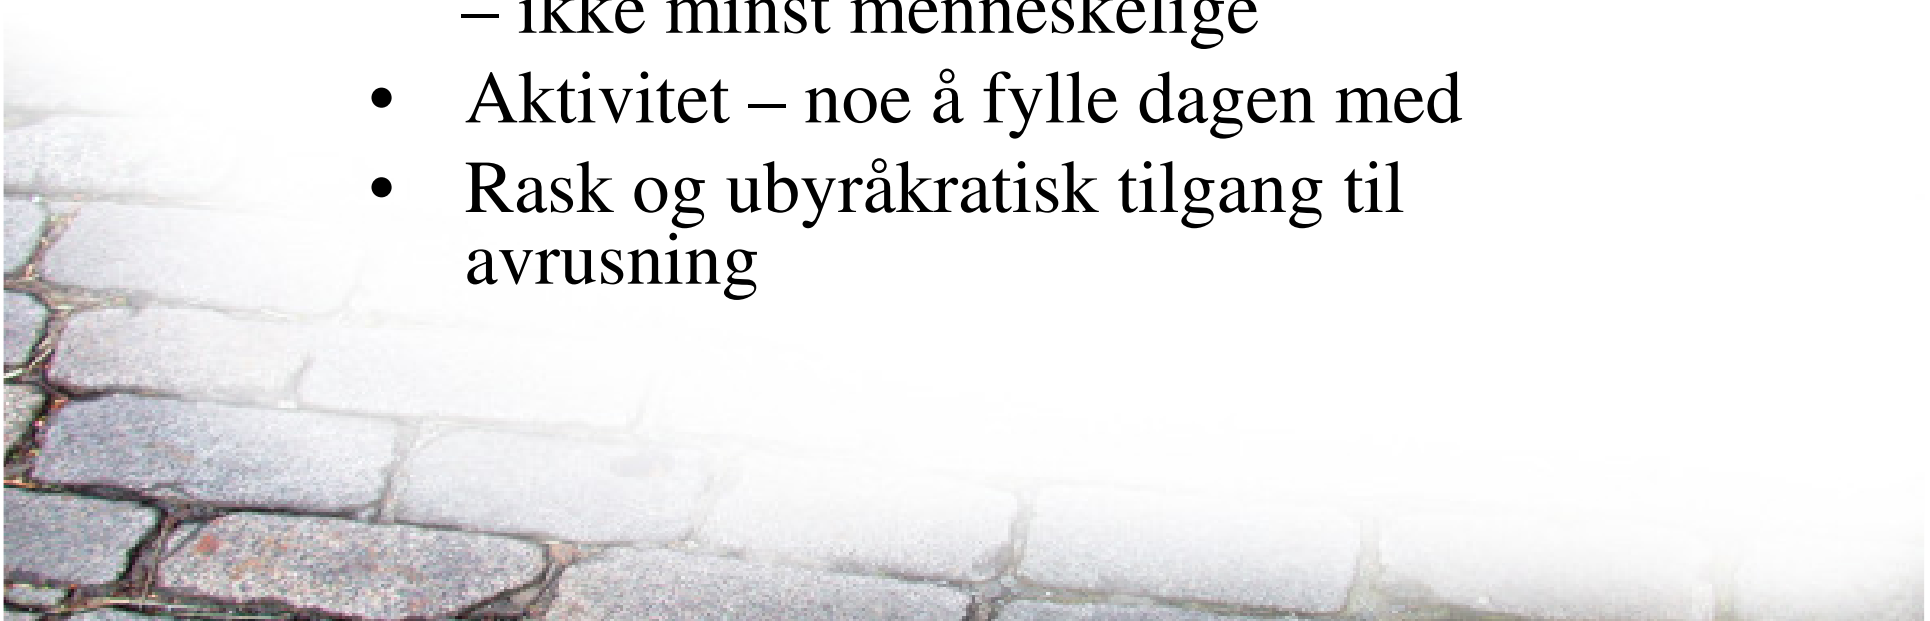 – ikke minst menneskelige
• Aktivitet – noe å fylle dagen med
• Rask og ubyråkratisk tilgang til
avrusning